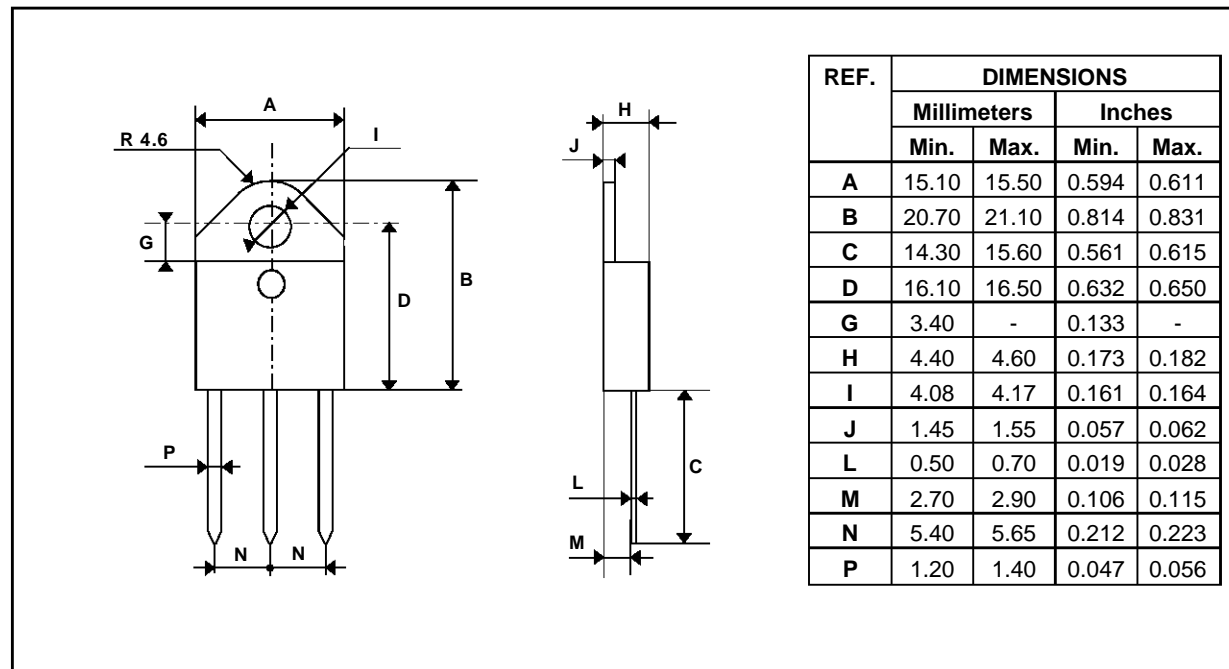 A
R 4.6
I
G
B
D
P
N N
H
J
C
L
M
REF. DIMENSIONS
Millimeters Inches
Min. Max. Min. Max.
A 15.10 15.50 0.594 0.611
B 20.70 21.10 0.814 0.831
C 14.30 15.60 0.561 0.615
D 16.10 16.50 0.632 0.650
G 3.40 - 0.133 -
H 4.40 4.60 0.173 0.182
I 4.08 4.17 0.161 0.164
J 1.45 1.55 0.057 0.062
L 0.50 0.70 0.019 0.028
M 2.70 2.90 0.106 0.115
N 5.40 5.65 0.212 0.223
P 1.20 1.40 0.047 0.056